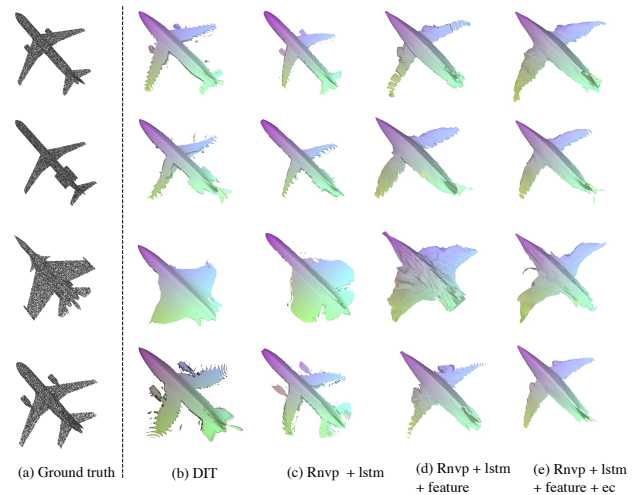 (a) Ground truth
(b) DIT
(c) Rnvp + lstm
(d) Rnvp + lstm
+ feature
(e) Rnvp + lstm
+ feature + ec